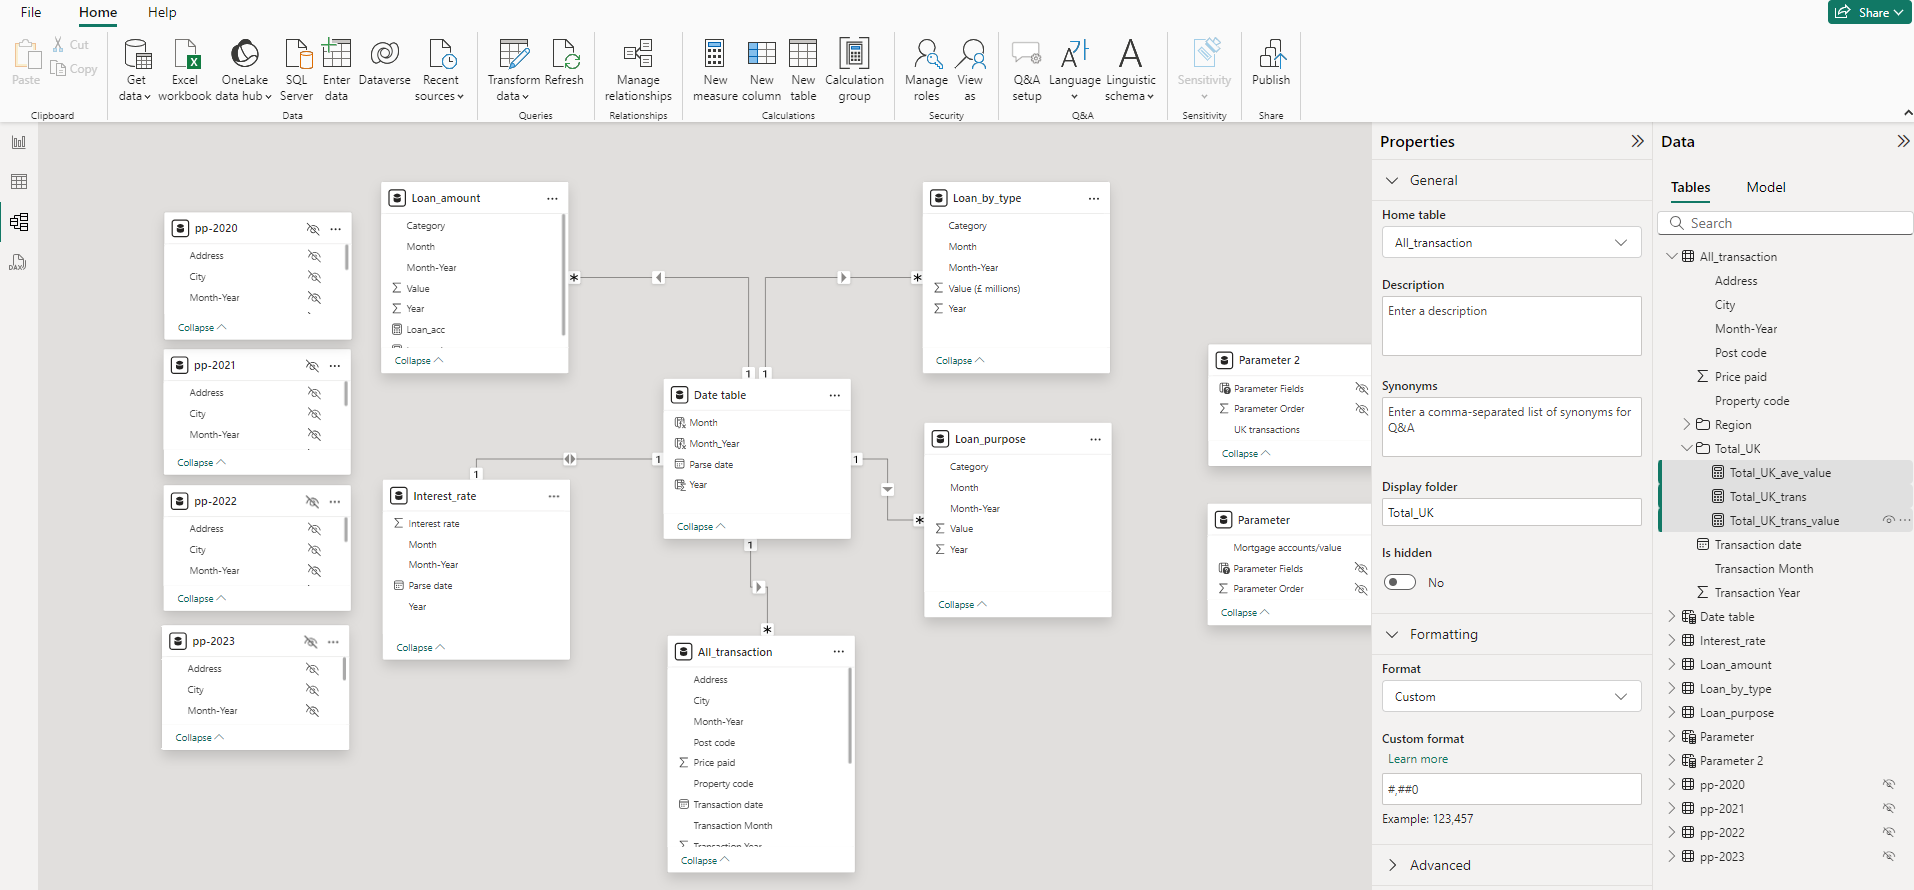 File
Home
Help
Share
Paste
Cut
Copy
Clipboard
Get data
Excel workbook
OneLake data hub
SQL Server
Enter data
Dataverse
Recent sources
Data
Transform data
Refresh
Queries
Manage relationships
Relationships
New measure
New column
New table
Calculation group
Calculations
Manage roles
View as
Security
Q&A setup
Language
Linguistic schema
Q&A
Sensitivity
Sensitivity
Publish
Share
DAX
pp-2020
Address
City
Month-Year
Collapse
pp-2021
Address
City
Month-Year
Collapse
pp-2022
Address
City
Month-Year
Collapse
pp-2023
Address
City
Month-Year
Collapse
Loan_amount
Category
Month
Month-Year
Value
Year
Loan_acc
Collapse
Loan_by_type
Category
Month
Month-Year
Value (£ millions)
Year
Collapse
*
*
1
1
Date table
Month
Month_Year
Parse date
Year
Collapse
1
1
1
*
1
*
Interest_rate
Interest rate
Month
Month-Year
Parse date
Year
Collapse
Loan_purpose
Category
Month
Month-Year
Value
Year
Collapse
All_transaction
Address
City
Month-Year
Post code
Price paid
Property code
Transaction date
Transaction Month
Transaction Year
Collapse
Parameter 2
Parameter Fields
Parameter Order
UK transactions
Collapse
Parameter
Mortgage accounts/value
Parameter Fields
Parameter Order
Collapse
Properties
General
Home table
All_transaction
Description
Enter a description
Synonyms
Enter a comma-separated list of synonyms for
Q&A
Display folder
Total_UK
Is hidden
No
Formatting
Format
Custom
Custom format
Learn more
#,##0
Example: 123,457
Advanced
Data
Tables
Model
Search
All_transaction
Address
City
Month-Year
Post code
Price paid
Property code
Region
Total_UK
Total_UK_ave_value
Total_UK_trans
Total_UK_trans_value
Transaction date
Transaction Month
Transaction Year
Date table
Interest_rate
Loan_amount
Loan_by_type
Loan_purpose
Parameter
Parameter 2
pp-2020
pp-2021
pp-2022
pp-2023